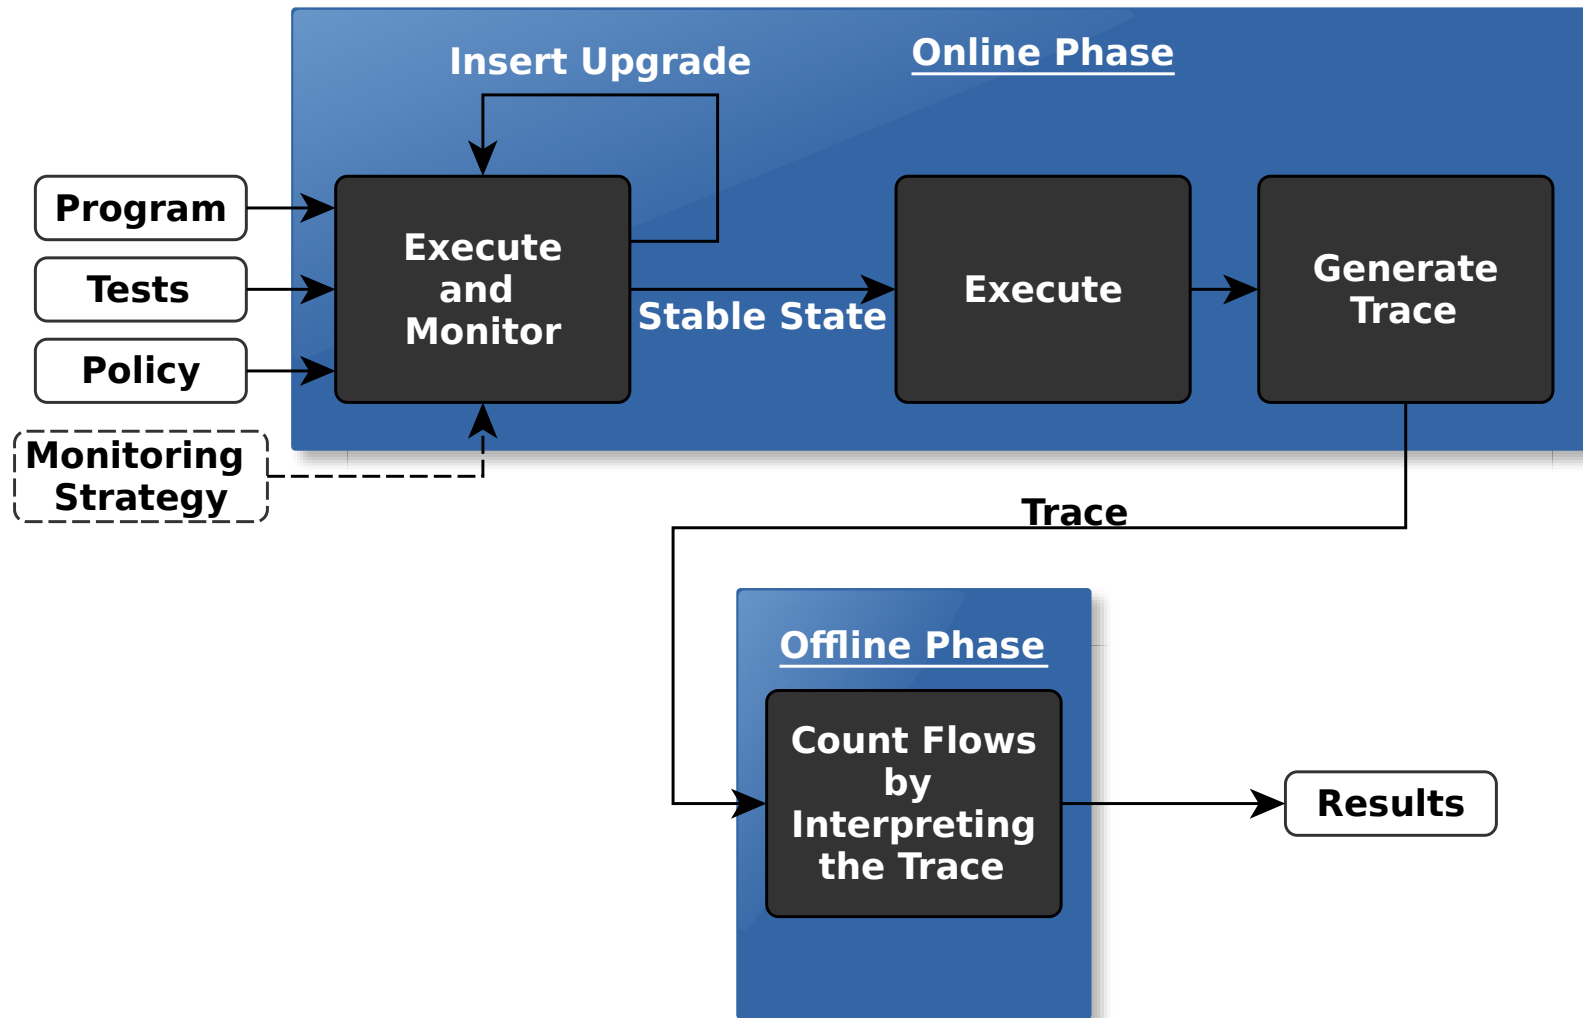 Insert Upgrade
Online Phase
Program
Tests
Policy
Monitoring
Strategy
Execute
and
Monitor
Stable State
Execute
Generate
Trace
Trace
Offline Phase
Count Flows
by
Interpreting
the Trace
Results